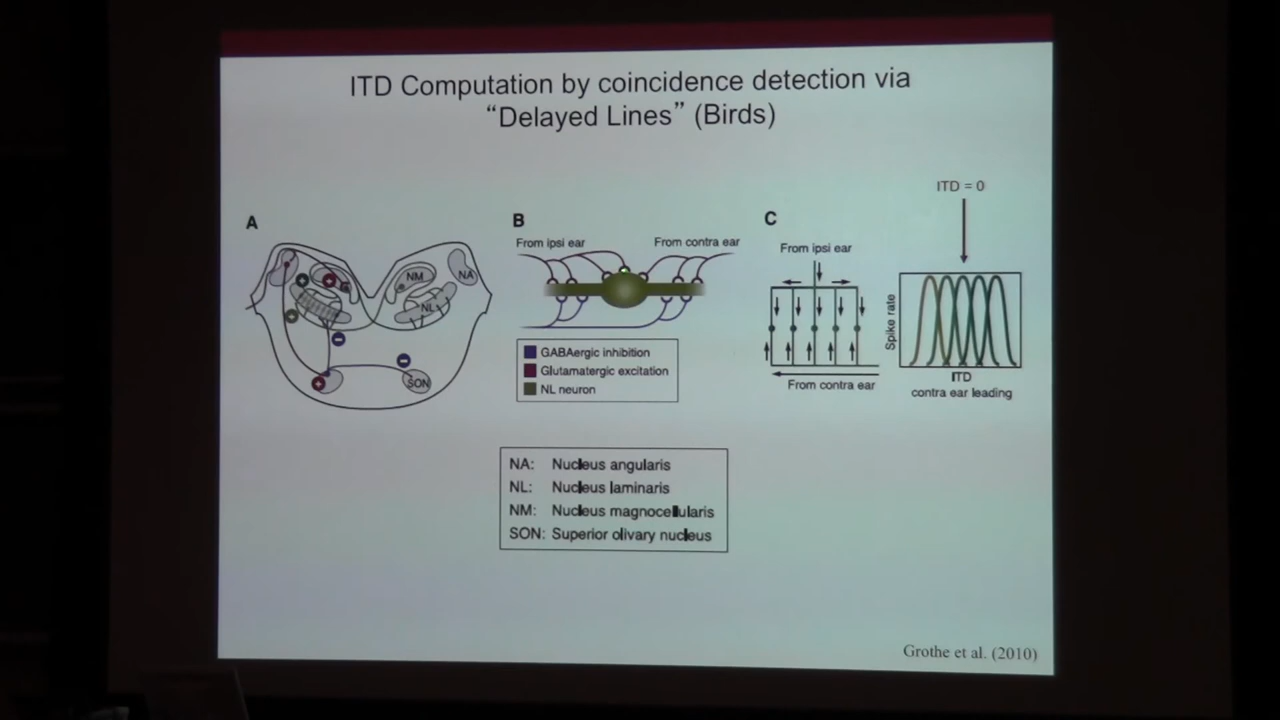 ITD Computation by coincidence detection via
“Delayed Lines” (Birds)
A
NM
NA
NL
SON
B
From ipsi ear
From contra ear
GABAergic inhibition
Glutamatergic excitation
NL neuron
C
From ipsi ear
From contra ear
ITD = 0
Spike rate
ITD
contra ear leading
NA: Nucleus angularis
NL: Nucleus laminaris
NM: Nucleus magnocellularis
SON: Superior olivary nucleus
Grothe et al. (2010)